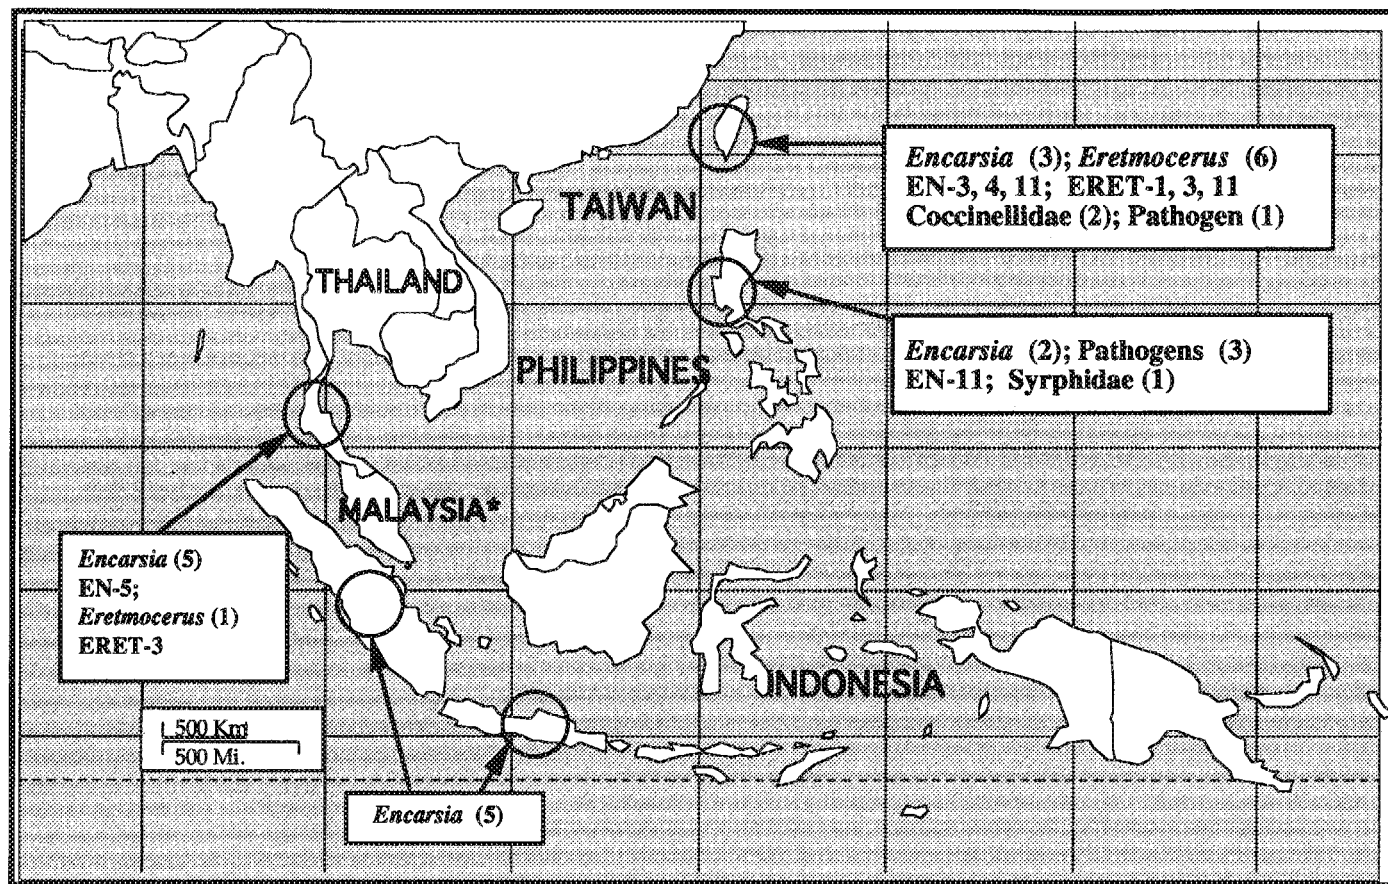 Encarsia (3); Eretmocerus (6)
EN-3, 4, 11; ERET-1, 3, 11
Coccinellidae (2); Pathogen (1)
TAIWAN
THAILAND
Encarsia (2); Pathogens (3)
EN-11; Syrphidae (1)
PHILIPPINES
MALAYSIA*
Encarsia (5)
EN-5;
Eretmocerus (1)
ERET-3
INDONESIA
500 Km
500 Mi.
Encarsia (5)